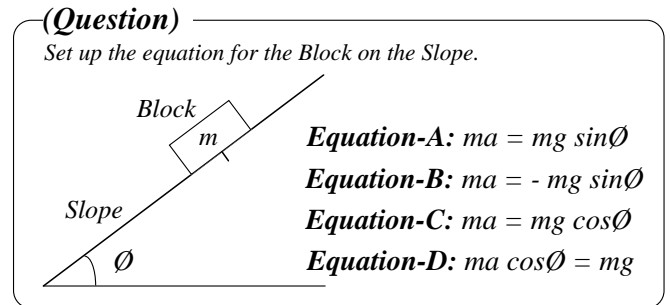 (Question)
Set up the equation for the Block on the Slope.
Block
m
Equation-A: ma = mg sinØ
Equation-B: ma = - mg sinØ
Slope
Equation-C: ma = mg cosØ
Ø
Equation-D: ma cosØ = mg